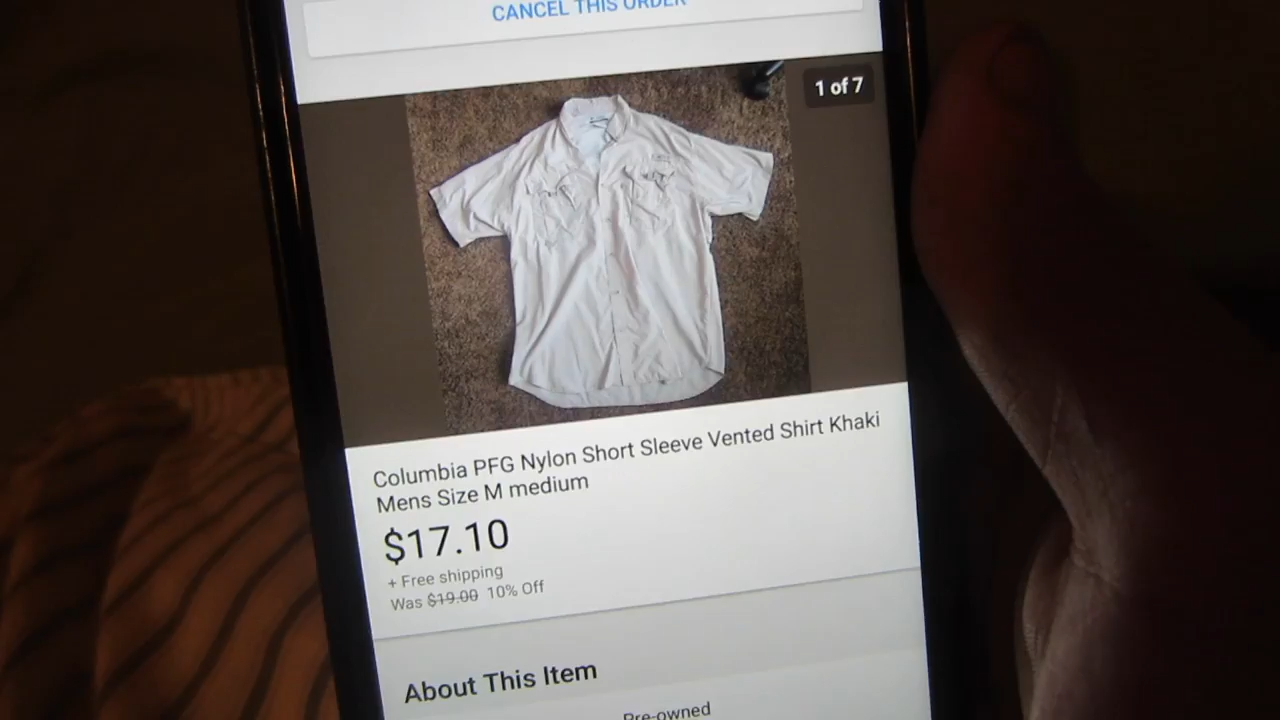 CANCEL THIS ORDER
1 of 7
Columbia PFG Nylon Short Sleeve Vented Shirt Khaki
Mens Size M medium
$17.10
+ Free shipping
Was $19.00 10% Off
About This Item
Pre-owned